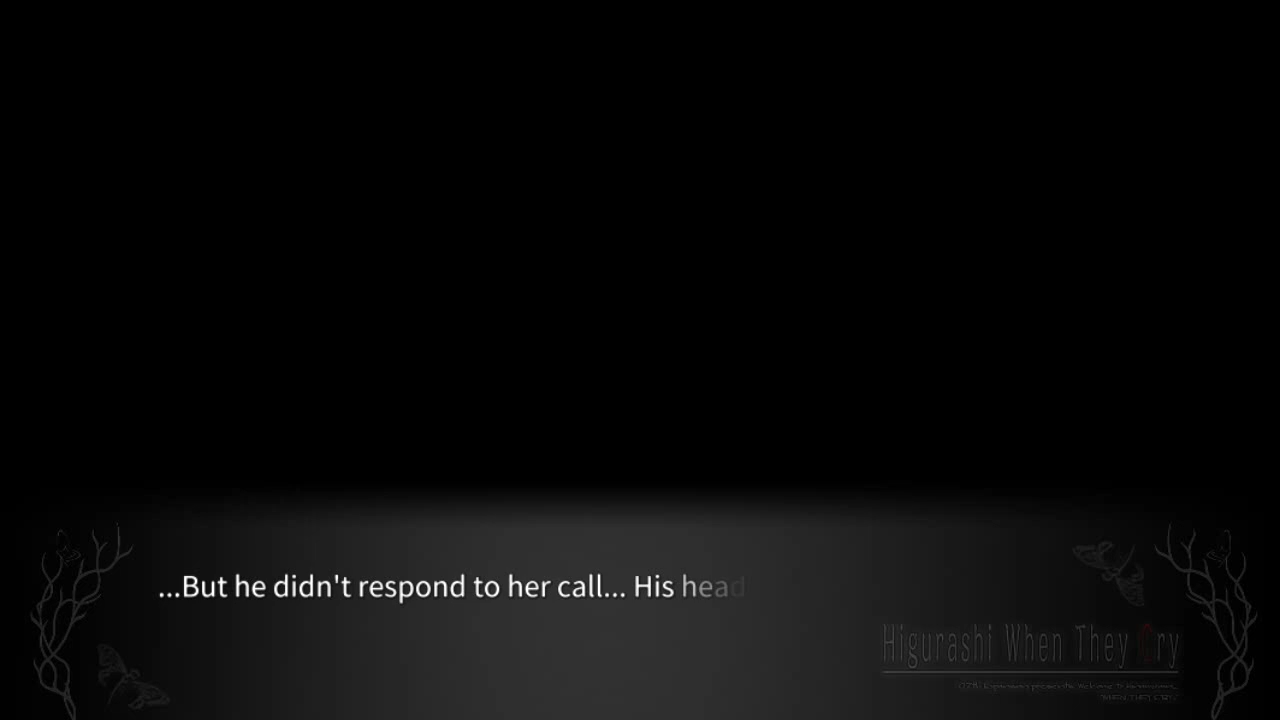 ...But he didn't respond to her call... His head
Higurashi When They Cry